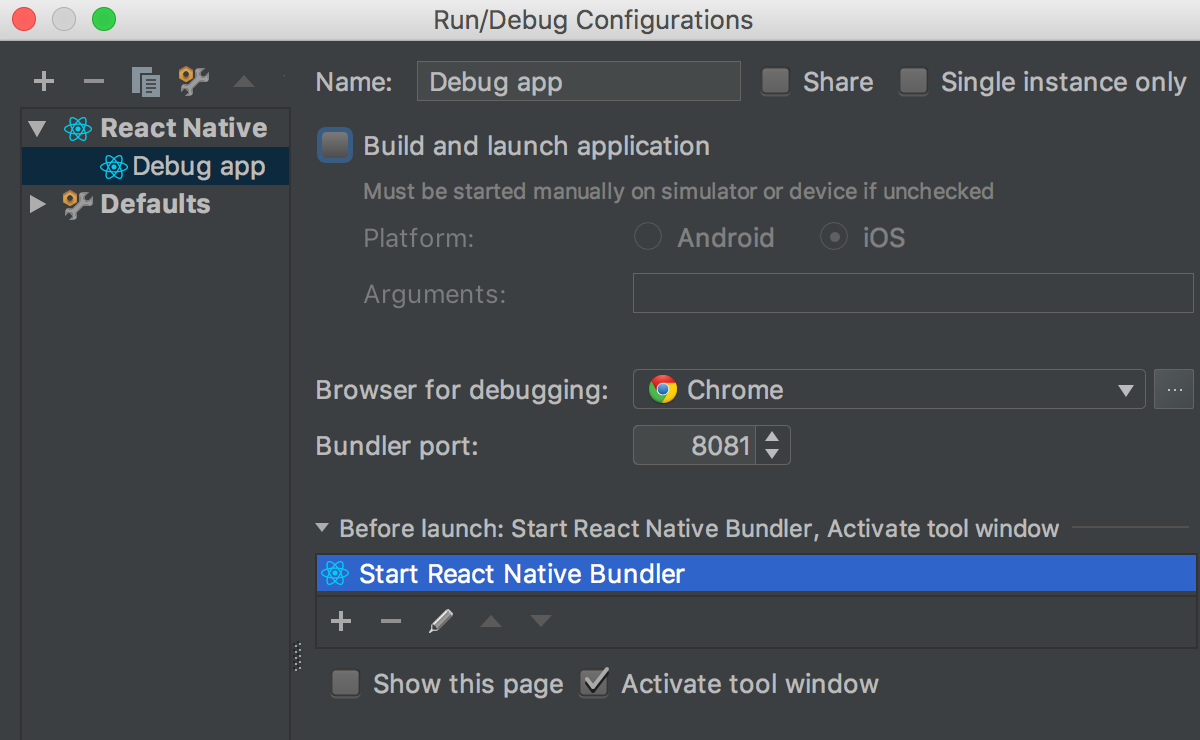 Run/Debug Configurations
Name: Debug app Share Single instance only
React Native
Debug app
Defaults
Build and launch application
Must be started manually on simulator or device if unchecked
Platform: Android iOS
Arguments:
Browser for debugging: Chrome ...
Bundler port: 8081
Before launch: Start React Native Bundler, Activate tool window
Start React Native Bundler
Show this page Activate tool window